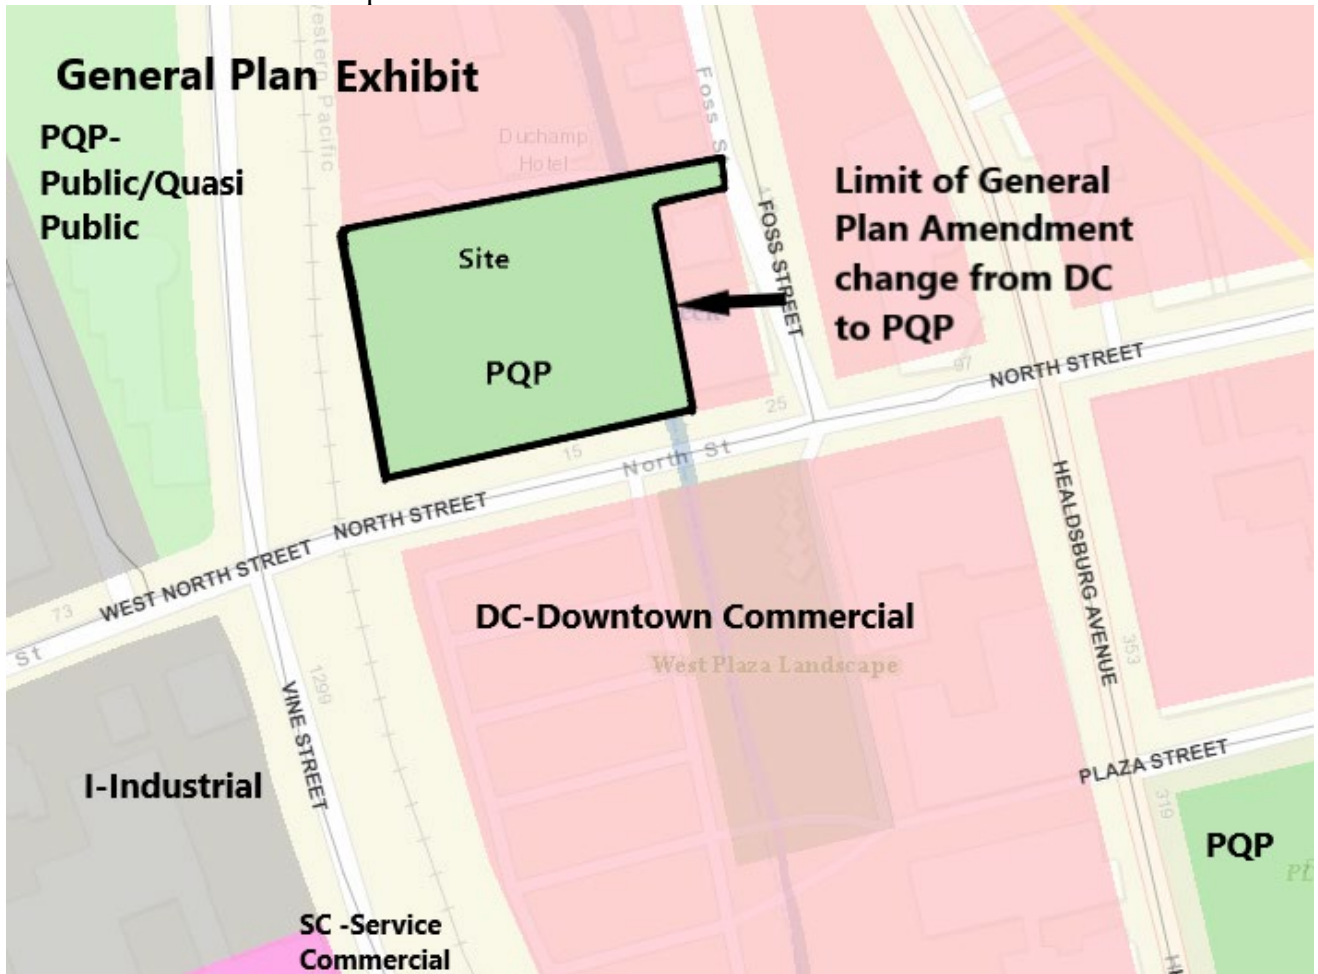 General Plan Exhibit
PQP-
Public/Quasi
Public
Western Pacific
Duchamp
Hotel
Foss St
FOSS STREET
Limit of General
Plan Amendment
change from DC
to PQP
Site
PQP
97
NORTH STREET
25
15
North St
NORTH STREET
WEST NORTH STREET
73
St
HEALDSBURG AVENUE
DC-Downtown Commercial
West Plaza Landscape
353
1299
VINE STREET
I-Industrial
PLAZA STREET
319
PQP
SC -Service
Commercial